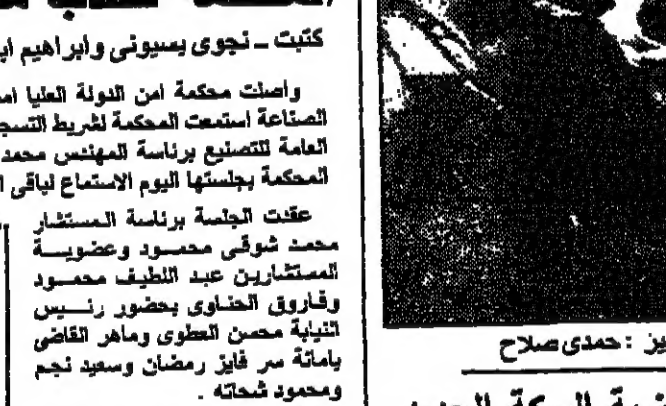 كتبت ــ نجوى بسيونى وابراهيم
واصلت محكمة امن الدولة العليا
الصناعة استمعت المحكمة لشريط
العامة للتصنيع برئاسة المهندس محمد
المحكمة بجلستها اليوم الاستماع لباقى
عقدت الجلسة برئاسة المستشار
محمد شوقى محمود وعضوية
المستشارين عبد اللطيف محمود
وفاروق الحناوى بحضور رئيس
النيابة محسن العطوى وماهر القاضى
بامانة سر فايز رمضان وسعيد نجم
ومحمود شحاته .
حمدى صلاح